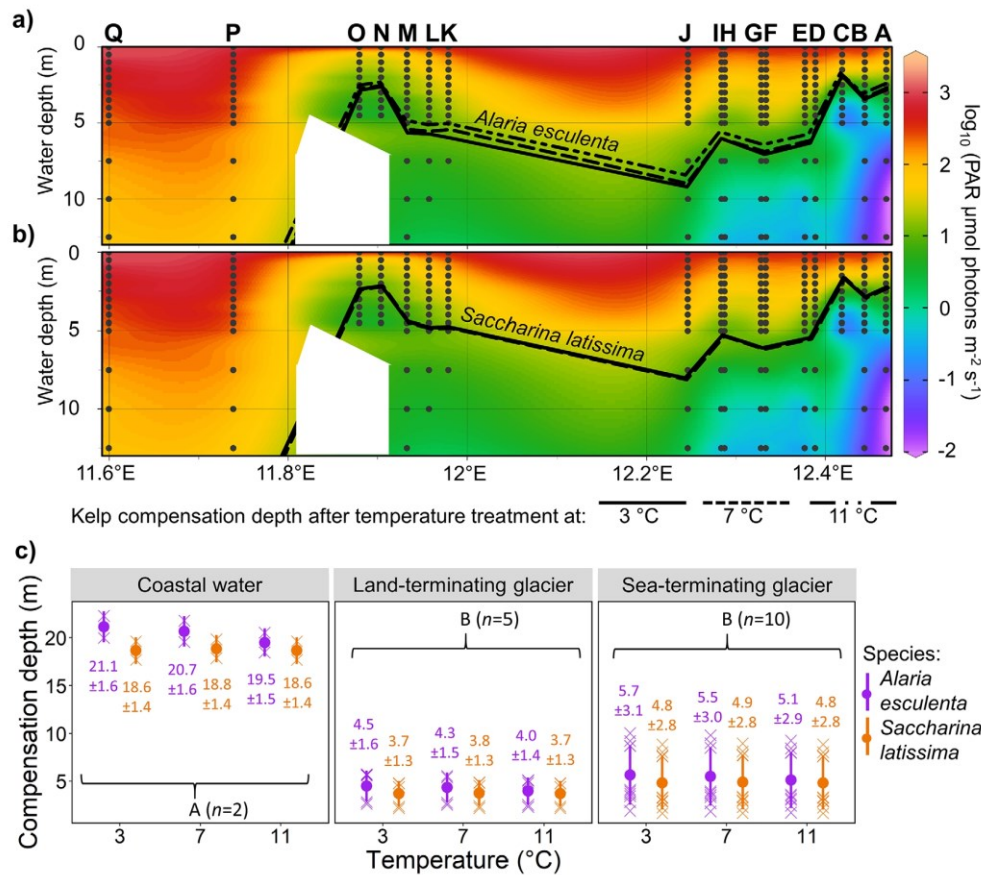 a)
Q P O N M L K J I H G F E D C B A
0
5
10
Water depth (m)
Alaria esculenta
b)
0
5
10
Water depth (m)
Saccharina latissima
11.6°E 11.8°E 12°E 12.2°E 12.4°E
3
2
1
0
-1
-2
log₁₀ (PAR μmol photons m⁻² s⁻¹)
Kelp compensation depth after temperature treatment at: 3 °C 7 °C 11 °C
c)
Coastal water Land-terminating glacier Sea-terminating glacier
Compensation depth (m)
20
15
10
5
21.1 ±1.6
18.6 ±1.4
20.7 ±1.6
18.8 ±1.4
19.5 ±1.5
18.6 ±1.4
A (n=2)
B (n=5)
4.5 ±1.6
3.7 ±1.3
4.3 ±1.5
3.8 ±1.3
4.0 ±1.4
3.7 ±1.3
B (n=10)
5.7 ±3.1
4.8 ±2.8
5.5 ±3.0
4.9 ±2.8
5.1 ±2.9
4.8 ±2.8
3 7 11 3 7 11 3 7 11
Temperature (°C)
Species:
Alaria
esculenta
Saccharina
latissima